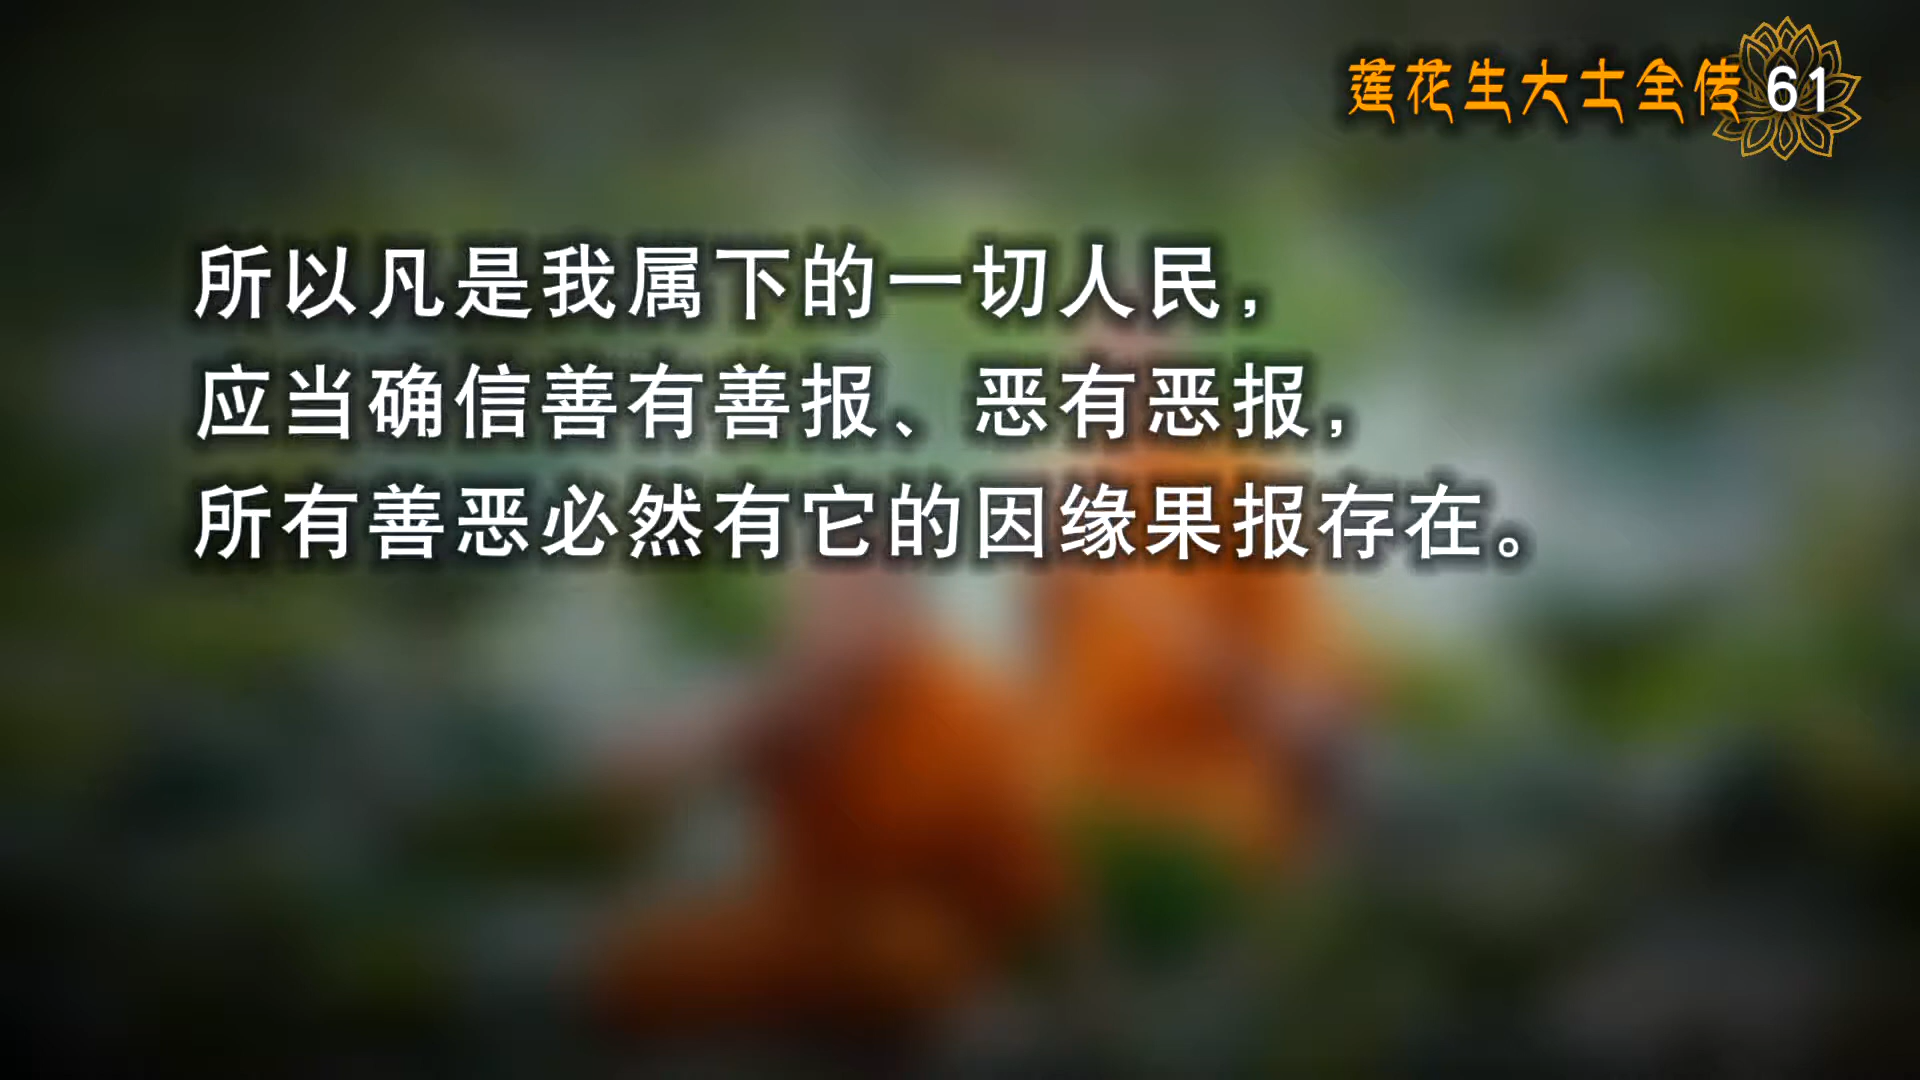 莲花生大士全传 61
所以凡是我属下的一切人民，
应当确信善有善报、恶有恶报，
所有善恶必然有它的因缘果报存在。